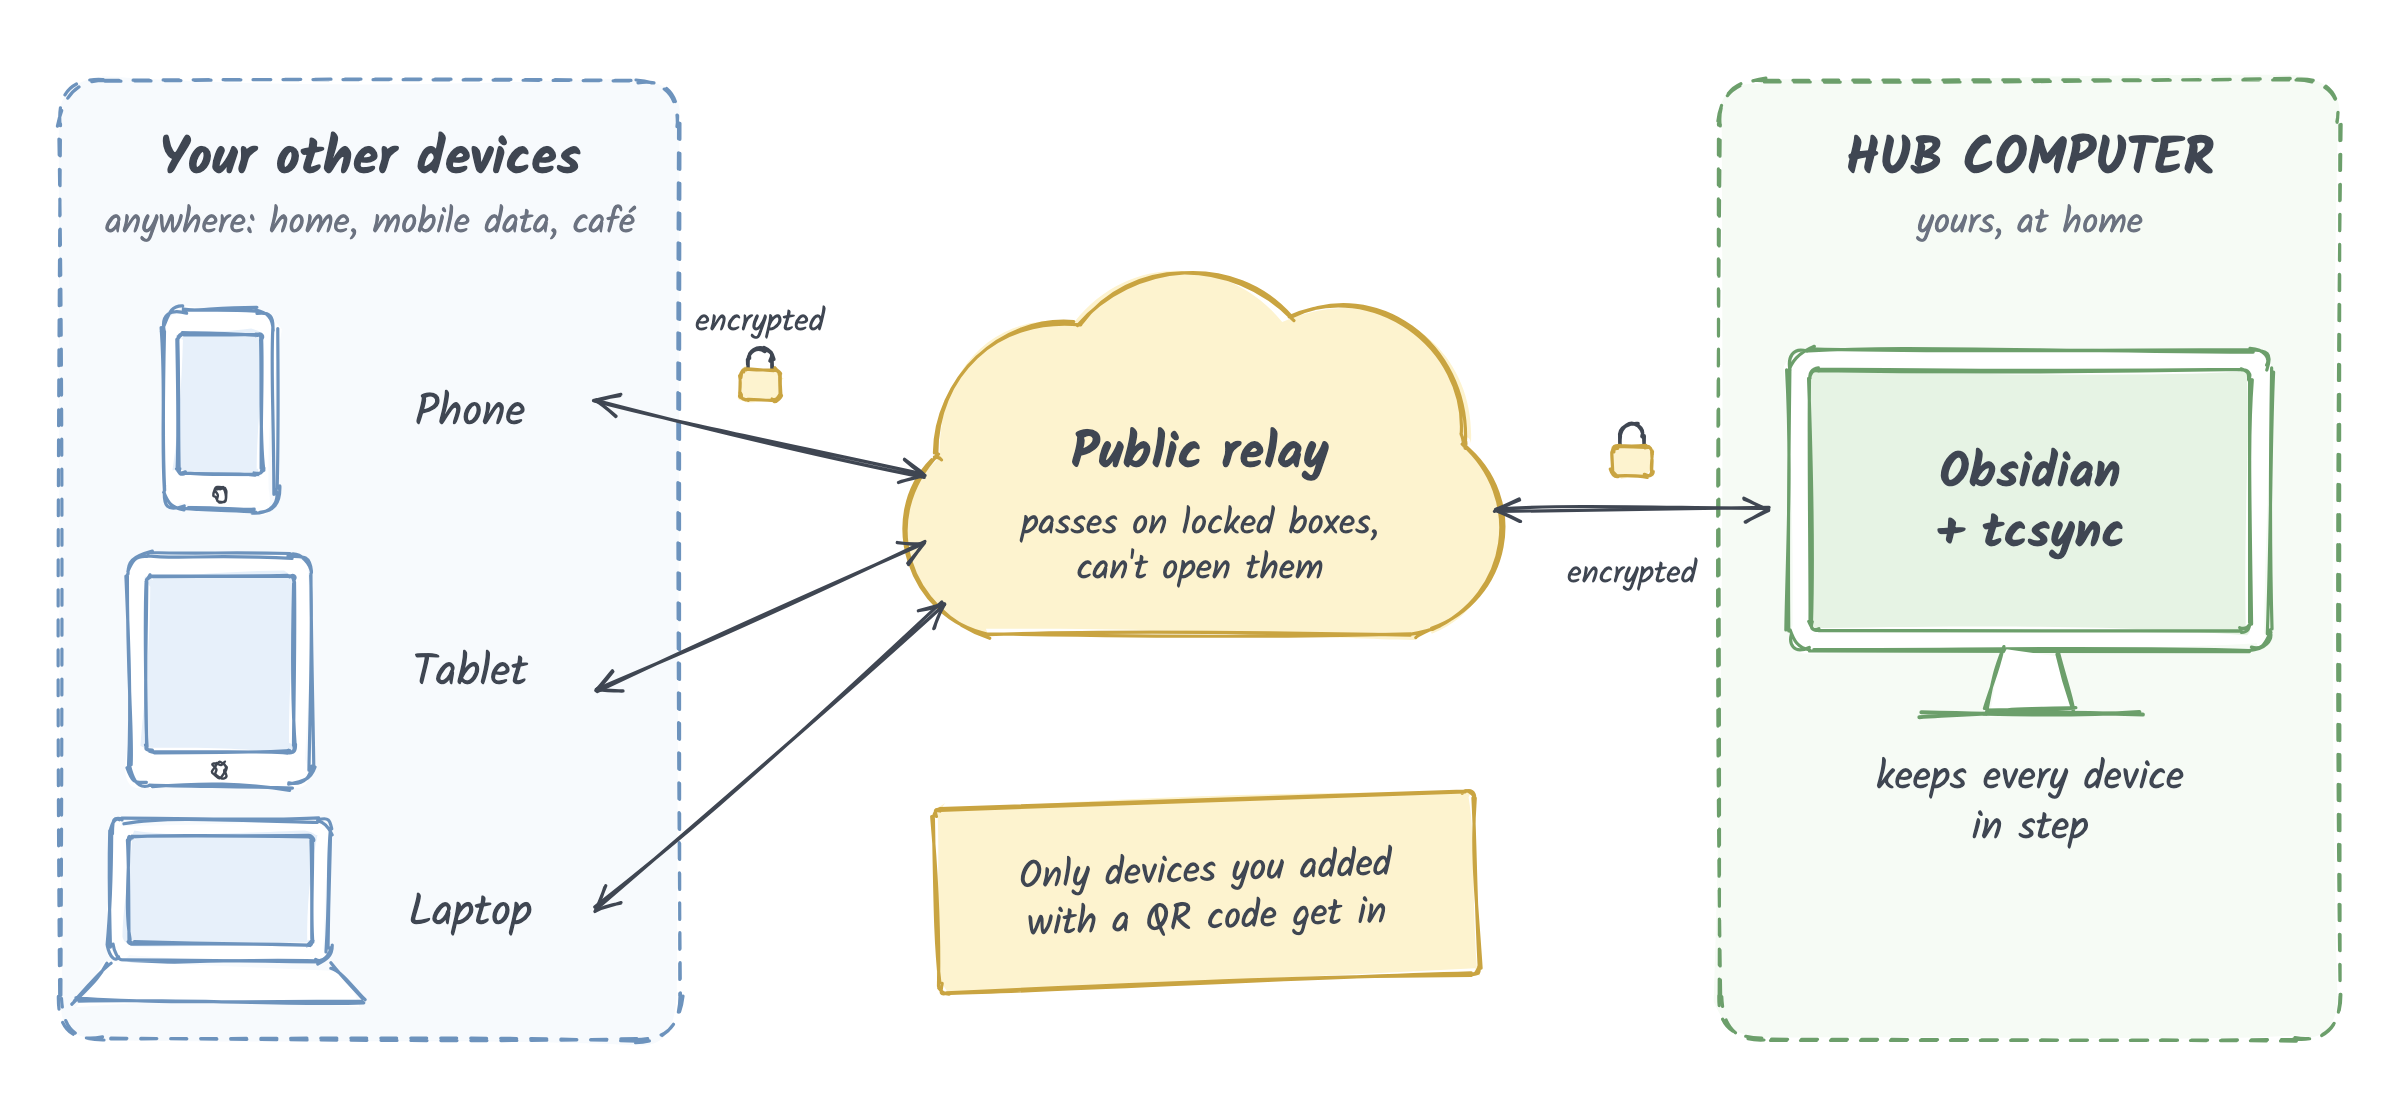 Your other devices
anywhere: home, mobile data, café
Phone
Tablet
Laptop
encrypted
Public relay
passes on locked boxes,
can't open them
Only devices you added
with a QR code get in
encrypted
HUB COMPUTER
yours, at home
Obsidian
+ tcsync
keeps every device
in step